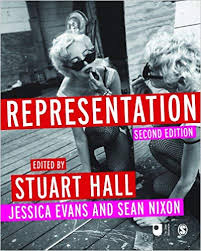 REPRESENTATION
SECOND EDITION
EDITED BY
STUART HALL
JESSICA EVANS AND SEAN NIXON